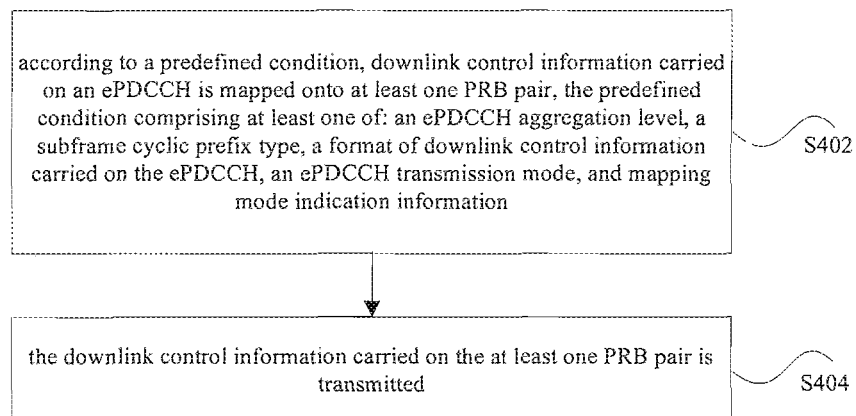 according to a predefined condition, downlink control information carried
on an ePDCCH is mapped onto at least one PRB pair, the predefined
condition comprising at least one of: an ePDCCH aggregation level, a
subframe cyclic prefix type, a format of downlink control information
carried on the ePDCCH, an ePDCCH transmission mode, and mapping
mode indication information
S402
the downlink control information carried on the at least one PRB pair is
transmitted
S404